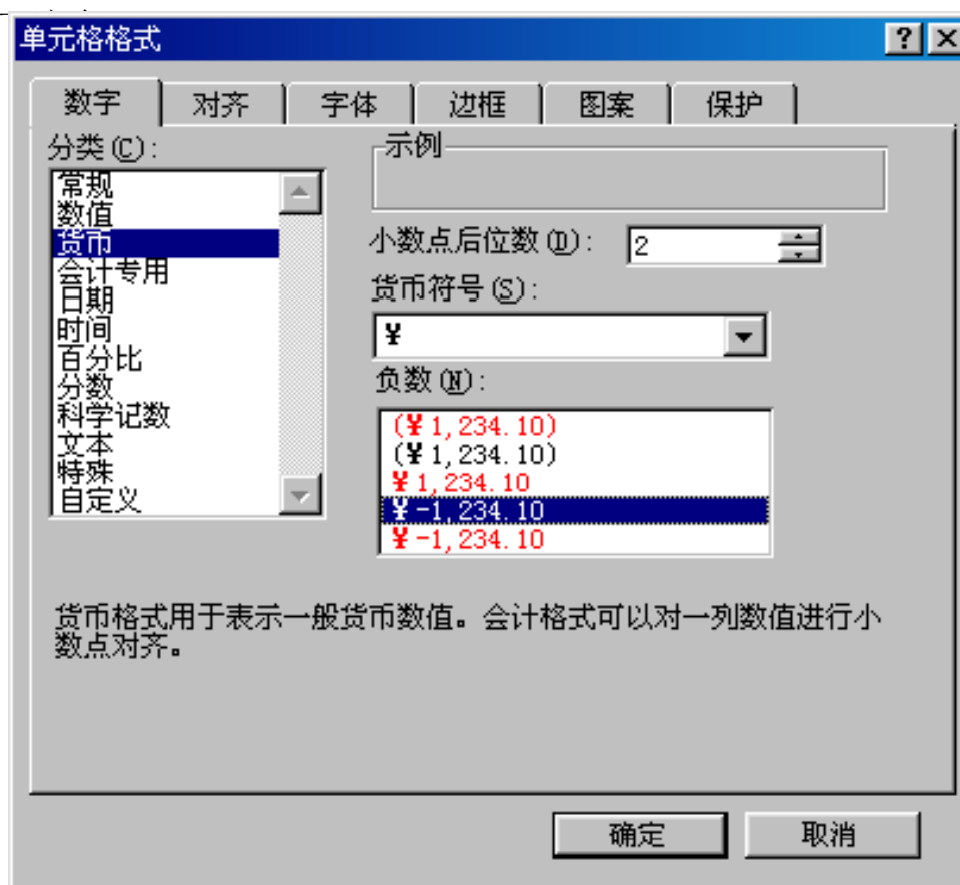 单元格格式
数字 对齐 字体 边框 图案 保护
分类(C):
常规
数值
货币
会计专用
日期
时间
百分比
分数
科学记数
文本
特殊
自定义
示例
小数点后位数(D): 2
货币符号(S):
¥
负数(N):
(¥1,234.10)
(¥1,234.10)
¥1,234.10
¥-1,234.10
¥-1,234.10
货币格式用于表示一般货币数值。会计格式可以对一列数值进行小
数点对齐。
确定 取消